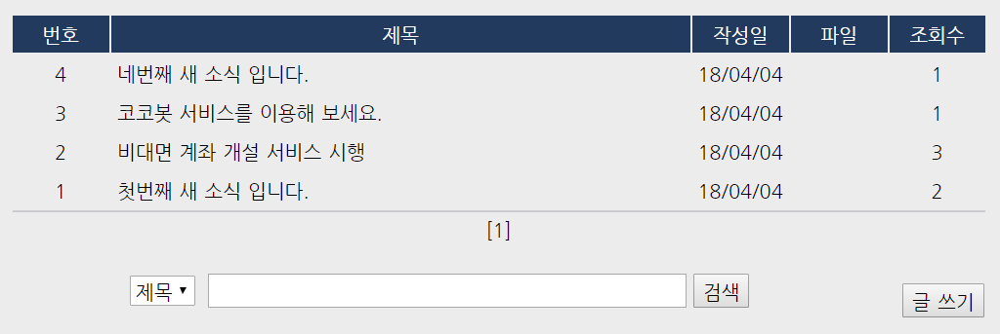 번호 제목 작성일 파일 조회수
4 네번째 새 소식 입니다. 18/04/04 1
3 코코봇 서비스를 이용해 보세요. 18/04/04 1
2 비대면 계좌 개설 서비스 시행 18/04/04 3
1 첫번째 새 소식 입니다. 18/04/04 2
[1]
제목 검색
글 쓰기